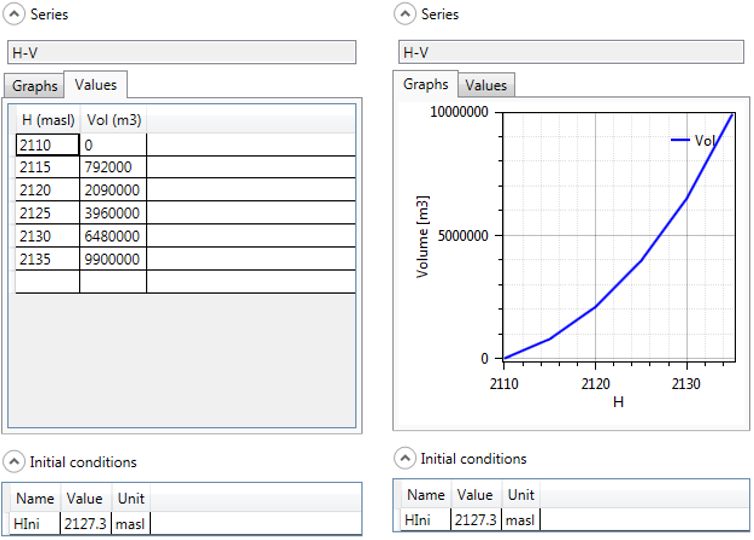 Series
H-V
Graphs Values
H (masl) Vol (m3)
2110 0
2115 792000
2120 2090000
2125 3960000
2130 6480000
2135 9900000
Initial conditions
Name Value Unit
HIni 2127.3 masl
Series
H-V
Graphs Values
10000000
Vol
Volume [m3]
5000000
0
2110 2120 2130
H
Initial conditions
Name Value Unit
HIni 2127.3 masl